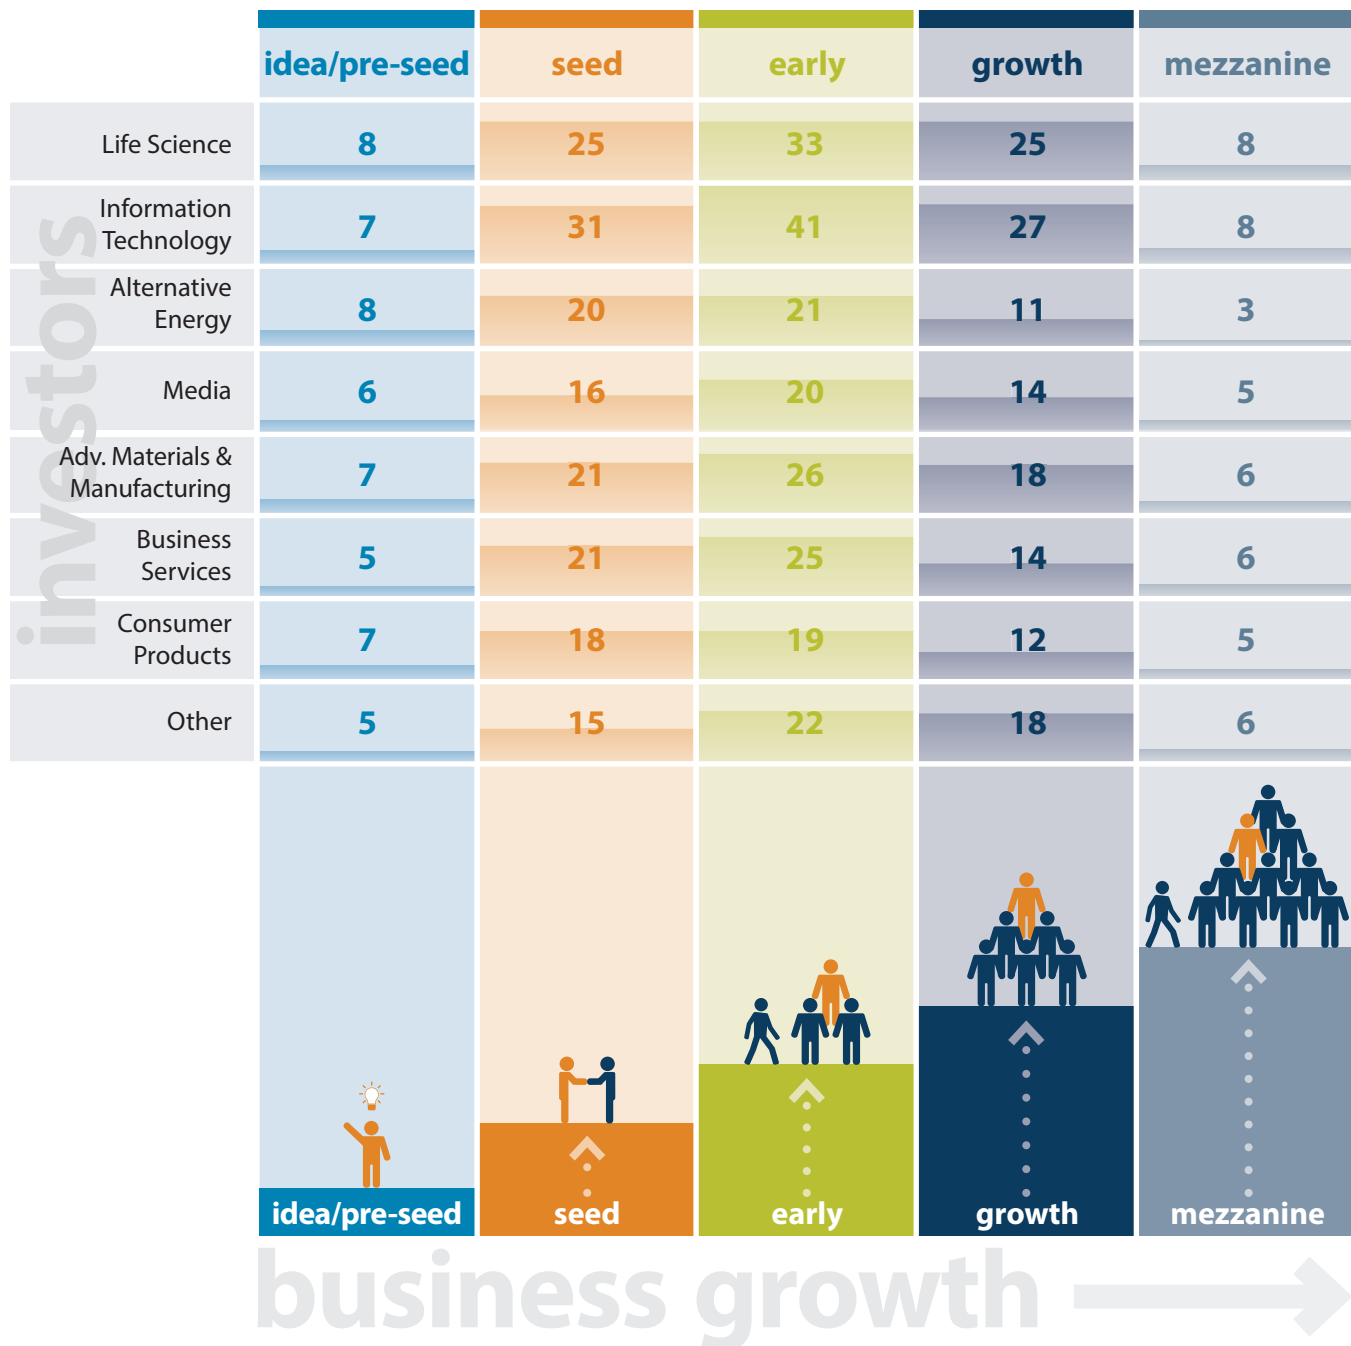 idea/pre-seed seed early growth mezzanine
investors
Life Science 8 25 33 25 8
Information
Technology 7 31 41 27 8
Alternative
Energy 8 20 21 11 3
Media 6 16 20 14 5
Adv. Materials &
Manufacturing 7 21 26 18 6
Business
Services 5 21 25 14 6
Consumer
Products 7 18 19 12 5
Other 5 15 22 18 6
idea/pre-seed seed early growth mezzanine
business growth